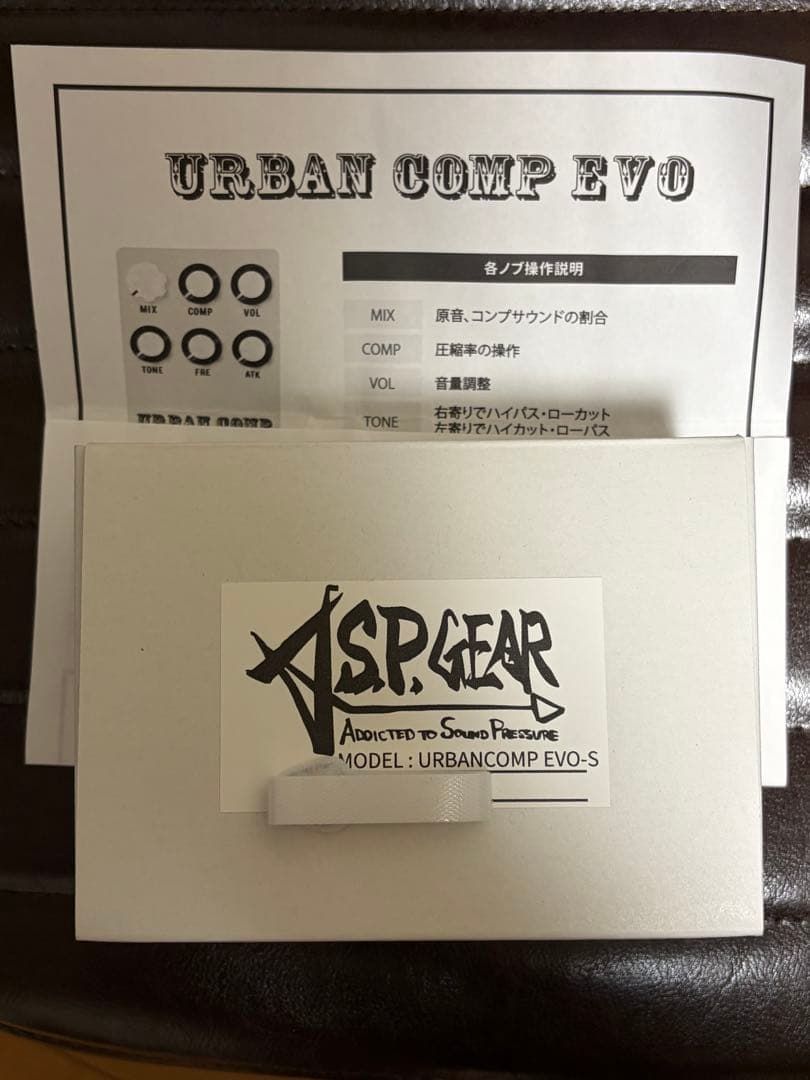 URBAN COMP EVO
各ノブ操作説明
MIX COMP VOL
TONE FRE ATK
URBAN COMP
MIX 原音、コンプサウンドの割合
COMP 圧縮率の操作
VOL 音量調整
TONE 右寄りでハイパス・ローカット
左寄りでハイカット・ローパス
A.S.P. GEAR
ADDICTED TO SOUND PRESSURE
MODEL : URBANCOMP EVO-S